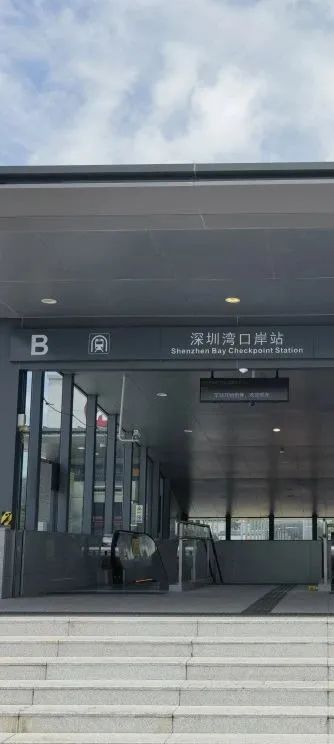 B
深圳湾口岸站
Shenzhen Bay Checkpoint Station